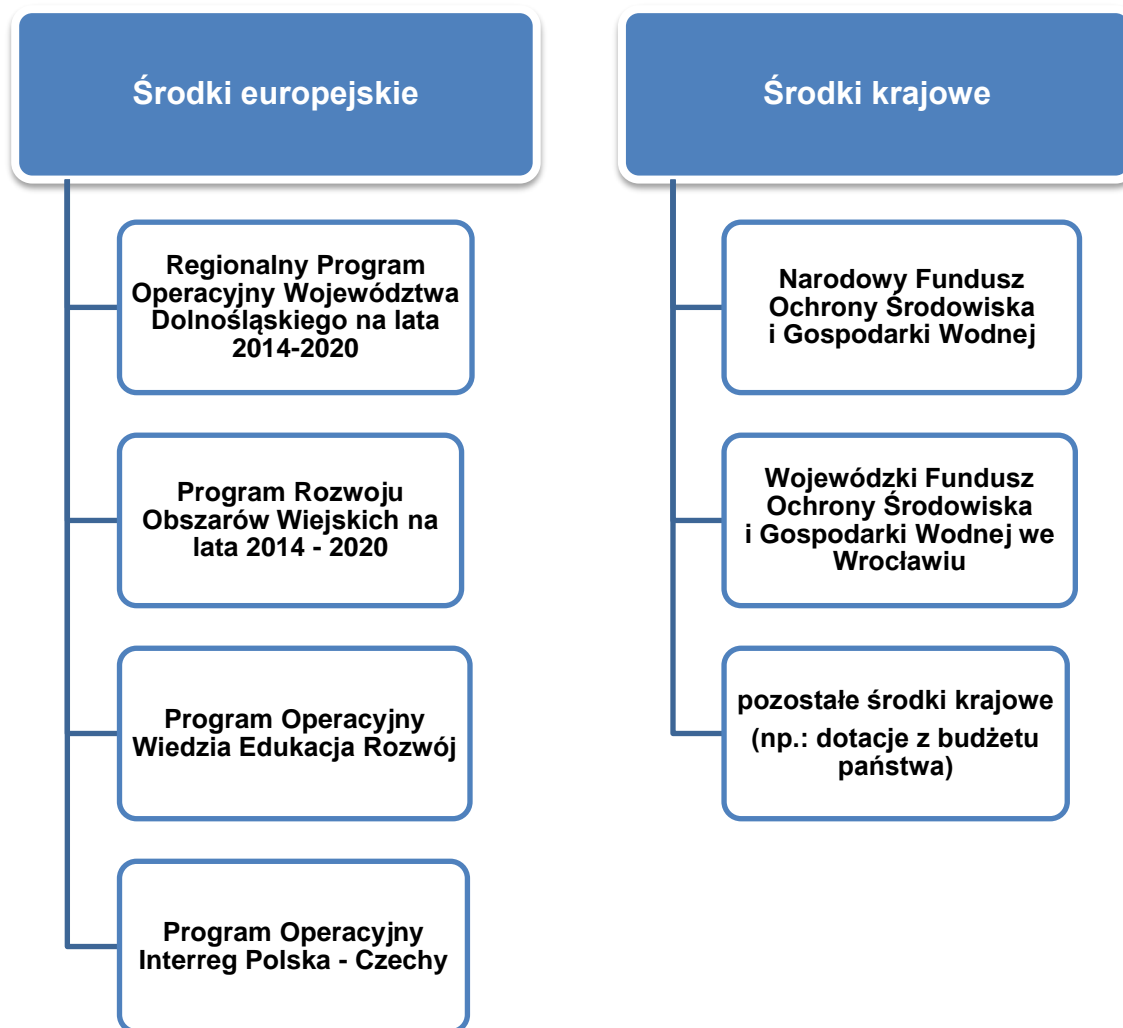 Środki europejskie
Regionalny Program
Operacyjny Województwa
Dolnośląskiego na lata
2014-2020
Program Rozwoju
Obszarów Wiejskich na
lata 2014 - 2020
Program Operacyjny
Wiedzia Edukacja Rozwój
Program Operacyjny
Interreg Polska - Czechy
Środki krajowe
Narodowy Fundusz
Ochrony Środowiska
i Gospodarki Wodnej
Wojewódzki Fundusz
Ochrony Środowiska
i Gospodarki Wodnej we
Wrocławiu
pozostałe środki krajowe
(np.: dotacje z budżetu
państwa)